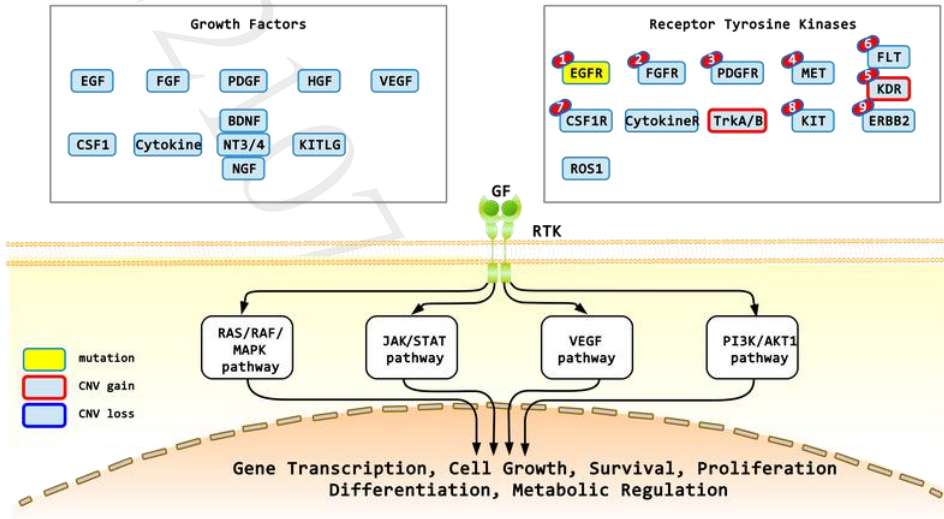 Growth Factors
EGF
FGF
PDGF
HGF
VEGF
BDNF
CSF1
Cytokine
NT3/4
KITLG
NGF
Receptor Tyrosine Kinases
1
EGFR
2
FGFR
3
PDGFR
4
MET
6
FLT
5
KDR
7
CSF1R
CytokineR
TrkA/B
8
KIT
9
ERBB2
ROS1
GF
RTK
RAS/RAF/
MAPK
pathway
JAK/STAT
pathway
VEGF
pathway
PI3K/AKT1
pathway
mutation
CNV gain
CNV loss
Gene Transcription, Cell Growth, Survival, Proliferation
Differentiation, Metabolic Regulation